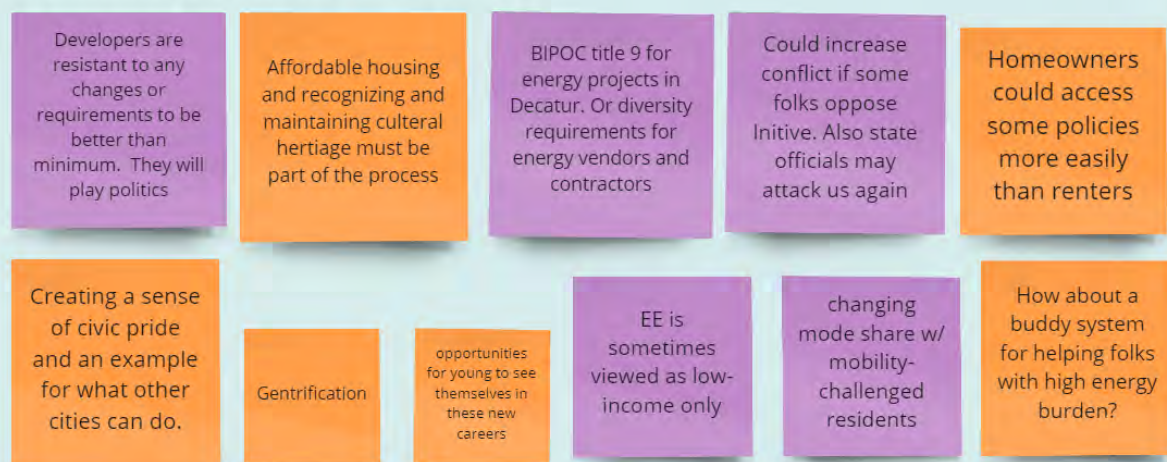 Developers are
resistant to any
changes or
requirements to be
better than
minimum. They will
play politics
Affordable housing
and recognizing and
maintaining culteral
hertiage must be
part of the process
BIPOC title 9 for
energy projects in
Decatur. Or diversity
requirements for
energy vendors and
contractors
Could increase
conflict if some
folks oppose
Initive. Also state
officials may
attack us again
Homeowners
could access
some policies
more easily
than renters
Creating a sense
of civic pride
and an example
for what other
cities can do.
Gentrification
opportunities
for young to see
themselves in
these new
careers
EE is
sometimes
viewed as low-
income only
changing
mode share w/
mobility-
challenged
residents
How about a
buddy system
for helping folks
with high energy
burden?